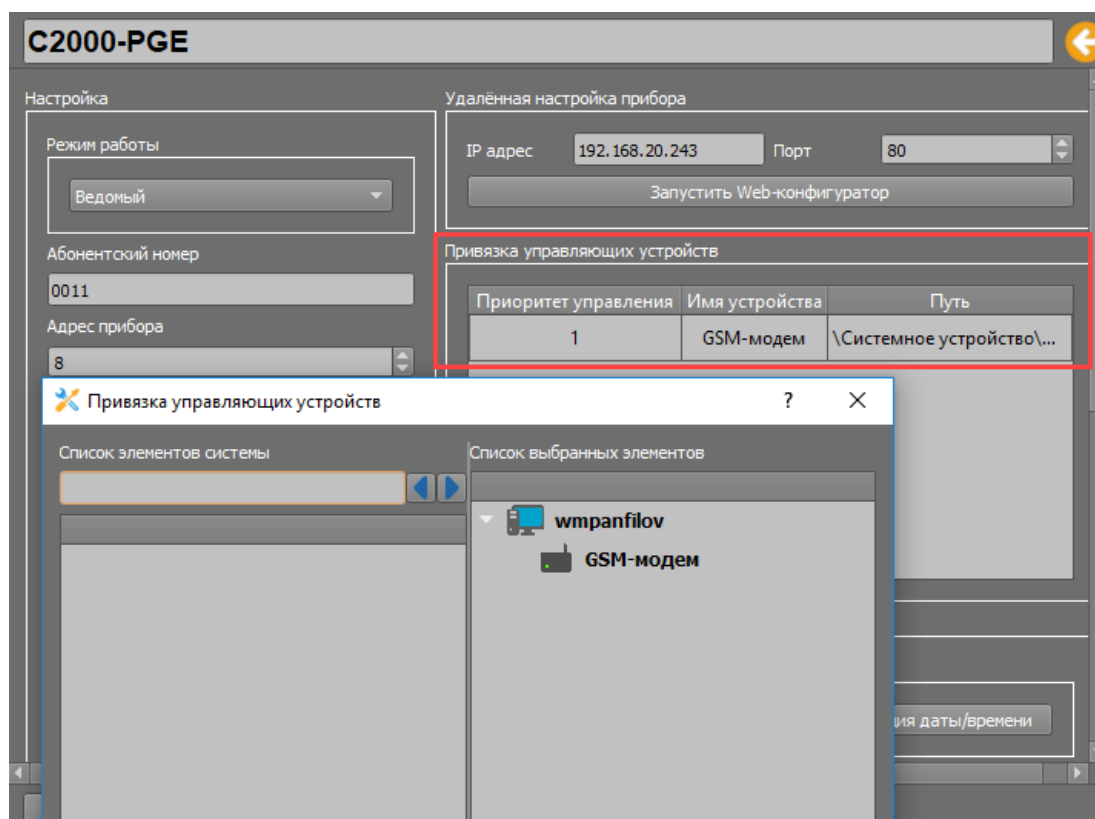 C2000-PGE
Настройка
Режим работы
Ведомый
Абонентский номер
0011
Адрес прибора
8
Удалённая настройка прибора
IP адрес 192.168.20.243 Порт 80
Запустить Web-конфигуратор
Привязка управляющих устройств
Приоритет управления Имя устройства Путь
1 GSM-модем \Системное устройство\...
Привязка управляющих устройств ?
Список элементов системы
Список выбранных элементов
wmpanfilov
GSM-модем
даты/времени